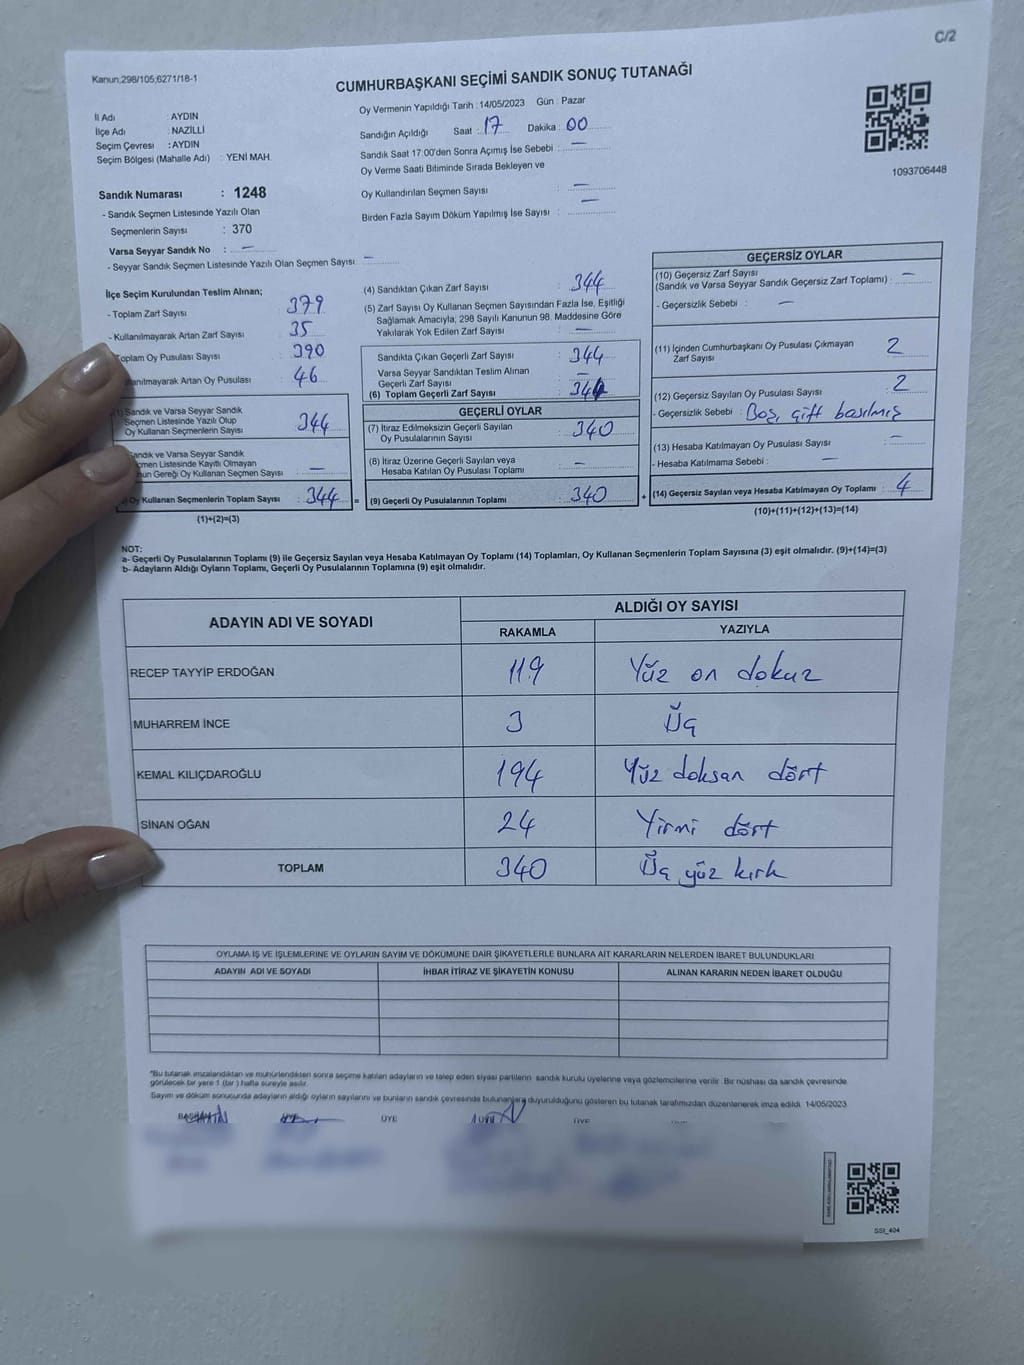 C/2
Kanun;298/105;6271/18-1
CUMHURBAŞKANI SEÇİMİ SANDIK SONUÇ TUTANAĞI
İl Adı : AYDIN
İlçe Adı : NAZİLLİ
Seçim Çevresi : AYDIN
Seçim Bölgesi (Mahalle Adı) : YENİ MAH.
Oy Vermenin Yapıldığı Tarih : 14/05/2023 Gün : Pazar
Sandığın Açıldığı Saat : 17 Dakika : 00
Sandık Saat 17:00'den Sonra Açımış İse Sebebi : —
Oy Verme Saati Bitiminde Sırada Bekleyen ve
Oy Kullandırılan Seçmen Sayısı : —
Birden Fazla Sayım Döküm Yapılmış İse Sayısı : —
1093706448
Sandık Numarası : 1248
- Sandık Seçmen Listesinde Yazılı Olan
Seçmenlerin Sayısı : 370
Varsa Seyyar Sandık No : —
- Seyyar Sandık Seçmen Listesinde Yazılı Olan Seçmen Sayısı : —
İlçe Seçim Kurulundan Teslim Alınan;
- Toplam Zarf Sayısı 379
- Kullanılmayarak Artan Zarf Sayısı 35
Toplam Oy Pusulası Sayısı 390
Artan Oy Pusulası 46
Sandık ve Varsa Seyyar Sandık
Seçmen Listesinde Yazılı Olup
Oy Kullanan Seçmenlerin Sayısı 344
Sandık ve Varsa Seyyar Sandık
Listesinde Kayıtlı Olmayan
Gereği Oy Kullanan Seçmen Sayısı : —
Oy Kullanan Seçmenlerin Toplam Sayısı 344 =
(1)+(2)=(3)
(4) Sandıktan Çıkan Zarf Sayısı : 344
(5) Zarf Sayısı Oy Kullanan Seçmen Sayısından Fazla İse, Eşitliği
Sağlamak Amacıyla; 298 Sayılı Kanunun 98. Maddesine Göre
Yakılarak Yok Edilen Zarf Sayısı : —
Sandıkta Çıkan Geçerli Zarf Sayısı : 344
Varsa Seyyar Sandıktan Teslim Alınan
Geçerli Zarf Sayısı : —
(6) Toplam Geçerli Zarf Sayısı : 344
GEÇERLİ OYLAR
(7) İtiraz Edilmeksizin Geçerli Sayılan
Oy Pusulalarının Sayısı : 340
(8) İtiraz Üzerine Geçerli Sayılan veya
Hesaba Katılan Oy Pusulası Toplamı : —
(9) Geçerli Oy Pusulalarının Toplamı : 340 +
GEÇERSİZ OYLAR
(10) Geçersiz Zarf Sayısı
(Sandık ve Varsa Seyyar Sandık Geçersiz Zarf Toplamı) : —
- Geçersizlik Sebebi : —
(11) İçinden Cumhurbaşkanı Oy Pusulası Çıkmayan
Zarf Sayısı : 2
(12) Geçersiz Sayılan Oy Pusulası Sayısı : 2
- Geçersizlik Sebebi : Boş, çift basılmış
(13) Hesaba Katılmayan Oy Pusulası Sayısı : —
- Hesaba Katılmama Sebebi : —
(14) Geçersiz Sayılan veya Hesaba Katılmayan Oy Toplamı : 4
(10)+(11)+(12)+(13)=(14)
NOT:
a- Geçerli Oy Pusulalarının Toplamı (9) ile Geçersiz Sayılan veya Hesaba Katılmayan Oy Toplamı (14) Toplamları, Oy Kullanan Seçmenlerin Toplam Sayısına (3) eşit olmalıdır. (9)+(14)=(3)
b- Adayların Aldığı Oyların Toplamı, Geçerli Oy Pusulalarının Toplamına (9) eşit olmalıdır.
ADAYIN ADI VE SOYADI ALDIĞI OY SAYISI
RAKAMLA YAZIYLA
RECEP TAYYİP ERDOĞAN 119 Yüz on dokuz
MUHARREM İNCE 3 Üç
KEMAL KILIÇDAROĞLU 194 Yüz doksan dört
SİNAN OĞAN 24 Yirmi dört
TOPLAM 340 Üç yüz kırk
OYLAMA İŞ VE İŞLEMLERİNE VE OYLARIN SAYIM VE DÖKÜMÜNE DAİR ŞİKAYETLERLE BUNLARA AİT KARARLARIN NELERDEN İBARET BULUNDUKLARI
ADAYIN ADI VE SOYADI İHBAR İTİRAZ VE ŞİKAYETİN KONUSU ALINAN KARARIN NEDEN İBARET OLDUĞU
*Bu tutanak imzalandıktan ve mühürlendikten sonra seçime katılan adayların ve talep eden siyasi partilerin sandık kurulu üyelerine veya gözlemcilerine verilir. Bir nüshası da sandık çevresinde
görülecek bir yere 1 (bir) hafta süreyle asılır.
Sayım ve döküm sonucunda adayların aldığı oyların sayılarını ve bunların sandık çevresinde bulunanlara duyurulduğunu gösteren bu tutanak tarafımızdan düzenlenerek imza edildi. 14/05/2023
BAŞKAN ÜYE ÜYE ÜYE ÜYE
SSI_404